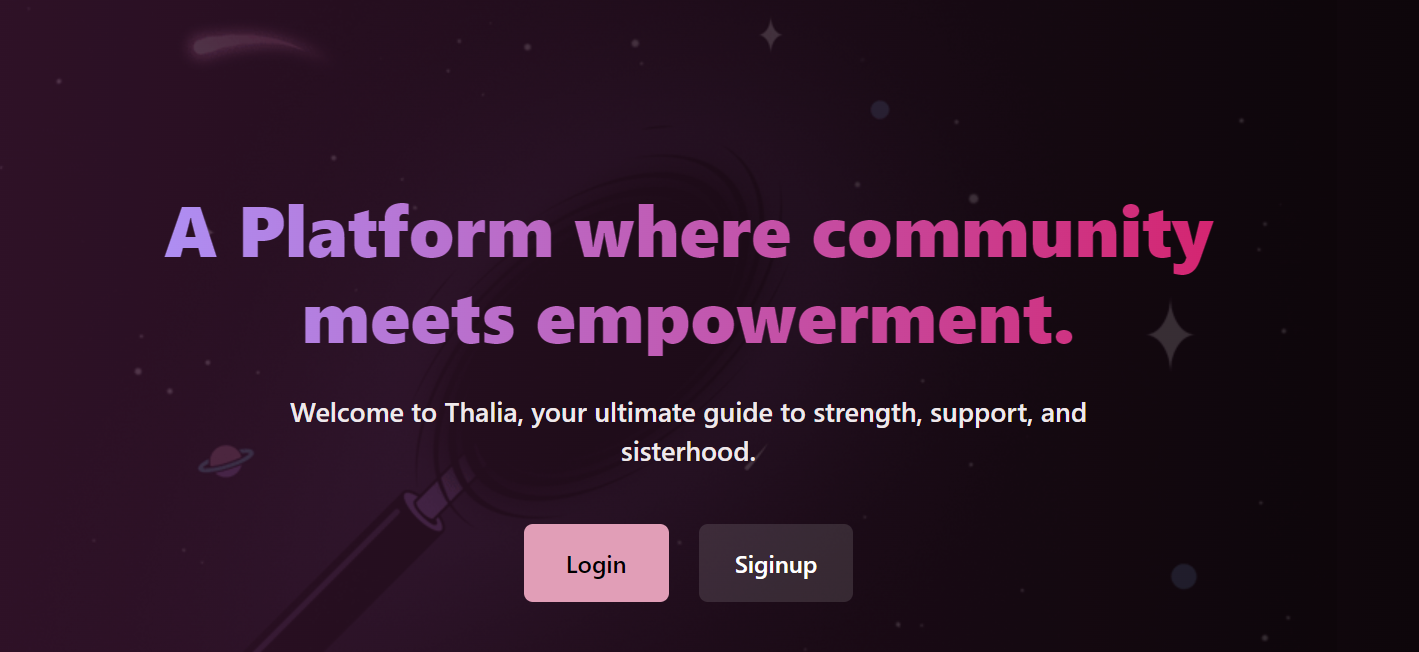 A Platform where community
meets empowerment.
Welcome to Thalia, your ultimate guide to strength, support, and
sisterhood.
Login
Siginup